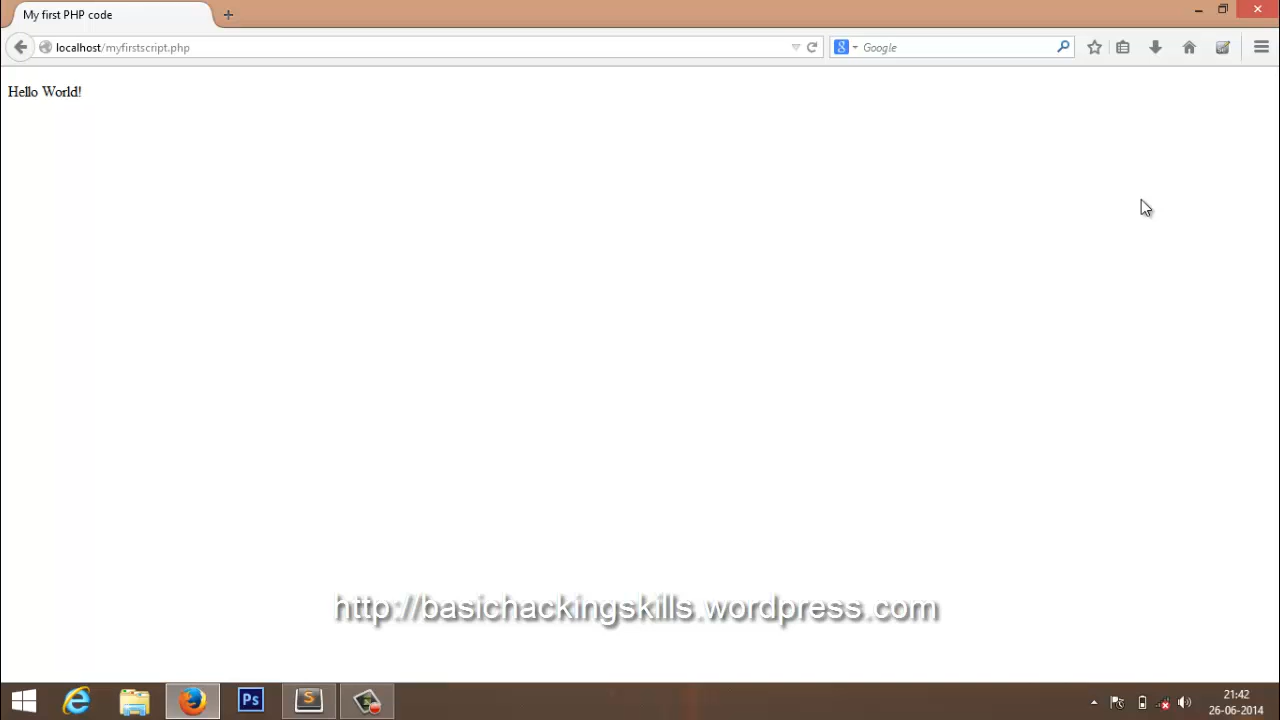 My first PHP code
localhost/myfirstscript.php
Google
Hello World!
http://basichackingskills.wordpress.com
Ps
S
21:42
26-06-2014